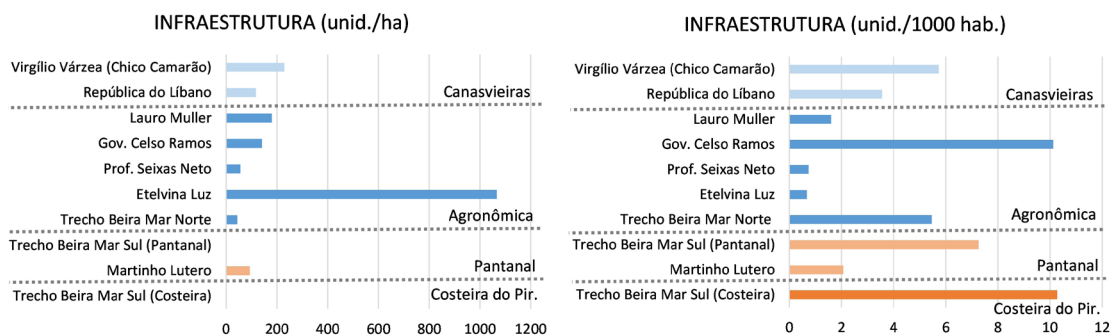 INFRAESTRUTURA (unid./ha)
Virgílio Várzea (Chico Camarão)
República do Líbano
Canasvieiras
Lauro Muller
Gov. Celso Ramos
Prof. Seixas Neto
Etelvina Luz
Trecho Beira Mar Norte
Agronômica
Trecho Beira Mar Sul (Pantanal)
Martinho Lutero
Pantanal
Trecho Beira Mar Sul (Costeira)
Costeira do Pir.
0 200 400 600 800 1000 1200
INFRAESTRUTURA (unid./1000 hab.)
Virgílio Várzea (Chico Camarão)
República do Líbano
Canasvieiras
Lauro Muller
Gov. Celso Ramos
Prof. Seixas Neto
Etelvina Luz
Trecho Beira Mar Norte
Agronômica
Trecho Beira Mar Sul (Pantanal)
Martinho Lutero
Pantanal
Trecho Beira Mar Sul (Costeira)
Costeira do Pir.
0 2 4 6 8 10 12